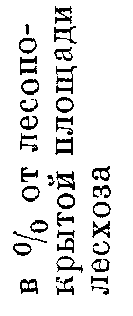 в % от лесопо-
крытой площади
лесхоза